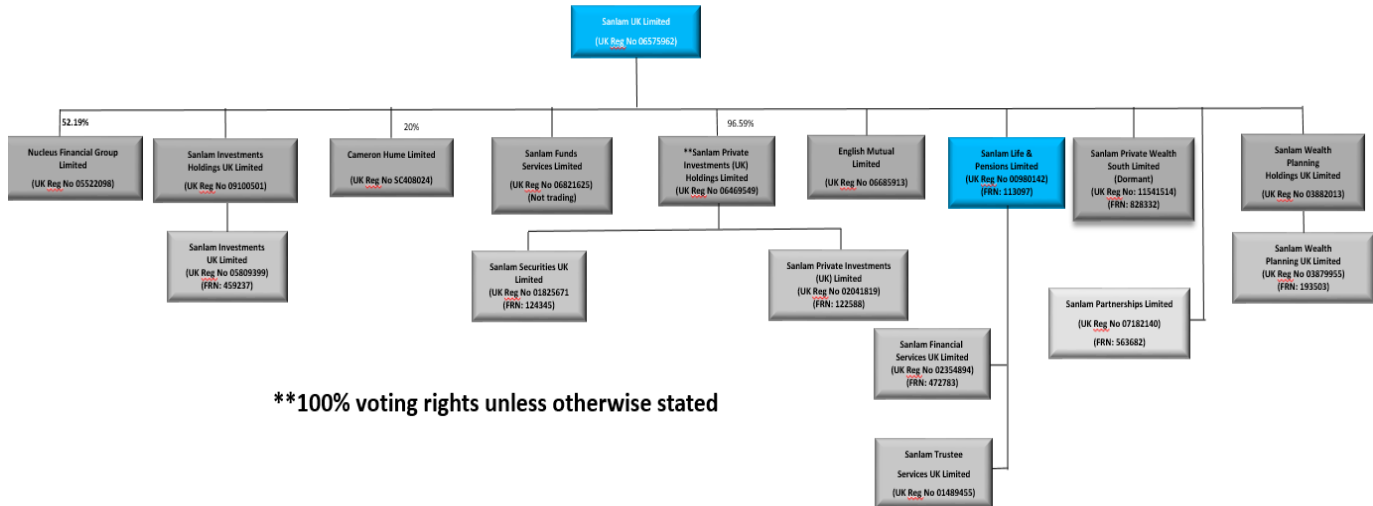 Sanlam UK Limited
(UK Reg No 06575962)
52.19%
20%
96.59%
Nucleus Financial Group
Limited
(UK Reg No 05522098)
Sanlam Investments
Holdings UK Limited
(UK Reg No 09100501)
Cameron Hume Limited
(UK Reg No SC408024)
Sanlam Funds
Services Limited
(UK Reg No 06821625)
(Not trading)
**Sanlam Private
Investments (UK)
Holdings Limited
(UK Reg No 06469549)
English Mutual
Limited
(UK Reg No 06685913)
Sanlam Life &
Pensions Limited
(UK Reg No 00980142)
(FRN: 113097)
Sanlam Private Wealth
South Limited
(Dormant)
(UK Reg No: 11541514)
(FRN: 828332)
Sanlam Wealth
Planning
Holdings UK Limited
(UK Reg No 03882013)
Sanlam Investments
UK Limited
(UK Reg No 05809399)
(FRN: 459237)
Sanlam Securities UK
Limited
(UK Reg No 01825671
(FRN: 124345)
Sanlam Private Investments
(UK) Limited
(UK Reg No 02041819)
(FRN: 122588)
Sanlam Wealth
Planning UK Limited
(UK Reg No 03879955)
(FRN: 193503)
Sanlam Partnerships Limited
(UK Reg No 07182140)
(FRN: 563682)
Sanlam Financial
Services UK Limited
(UK Reg No 02354894)
(FRN: 472783)
**100% voting rights unless otherwise stated
Sanlam Trustee
Services UK Limited
(UK Reg No 01489455)